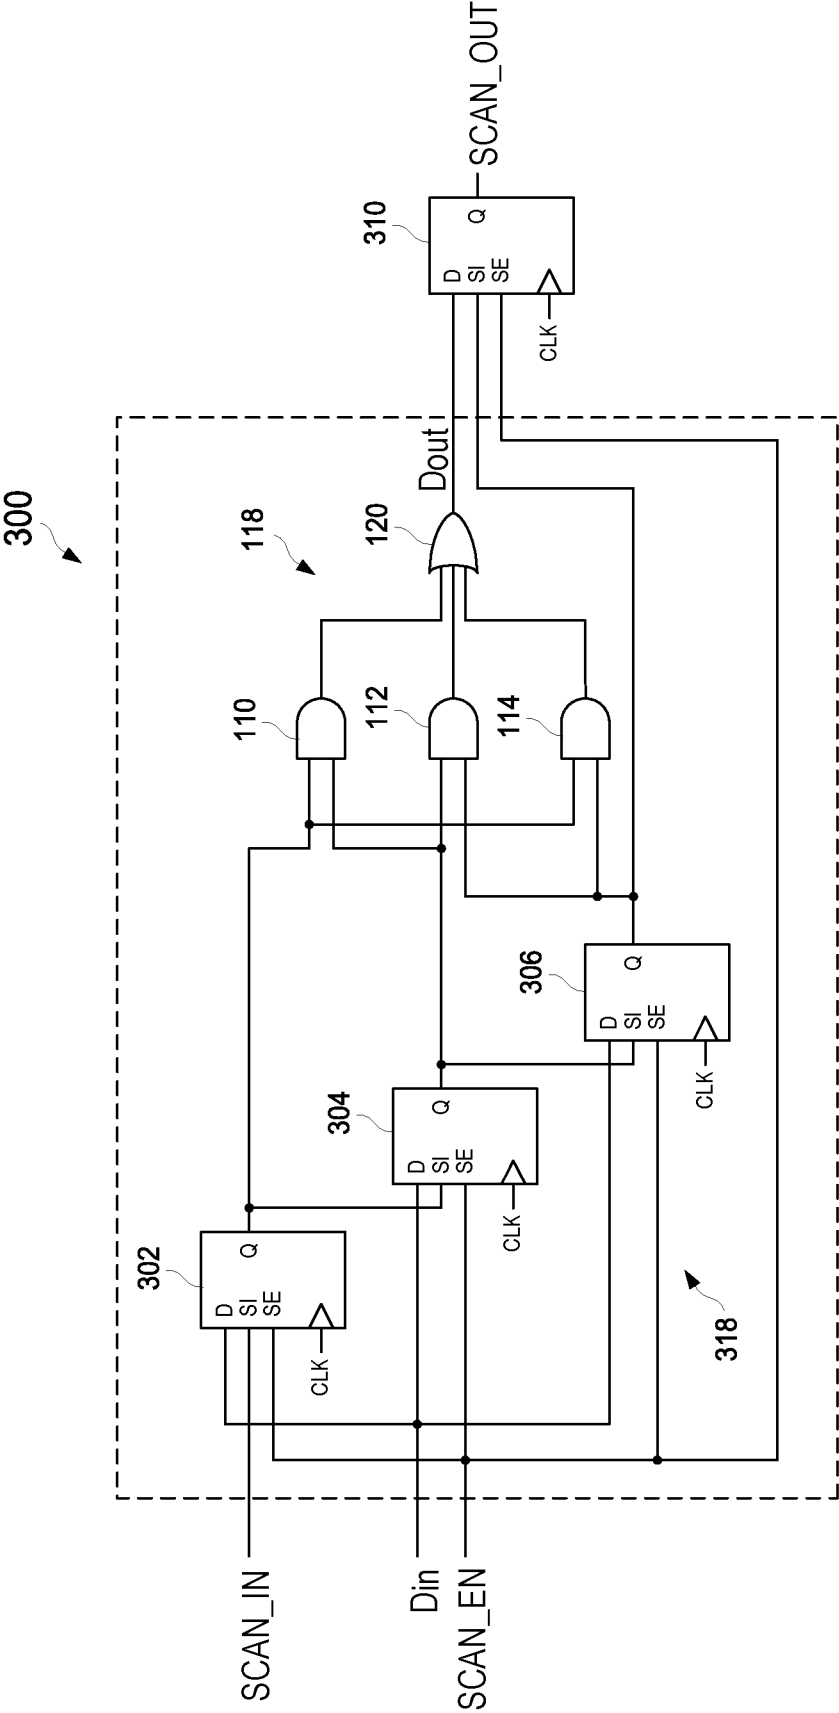 300
118
302
D
SI
SE
Q
CLK
304
D
SI
SE
Q
CLK
306
D
SI
SE
Q
CLK
110
112
114
120
Dout
310
D
SI
SE
Q
CLK
SCAN_OUT
SCAN_IN
Din
SCAN_EN
318